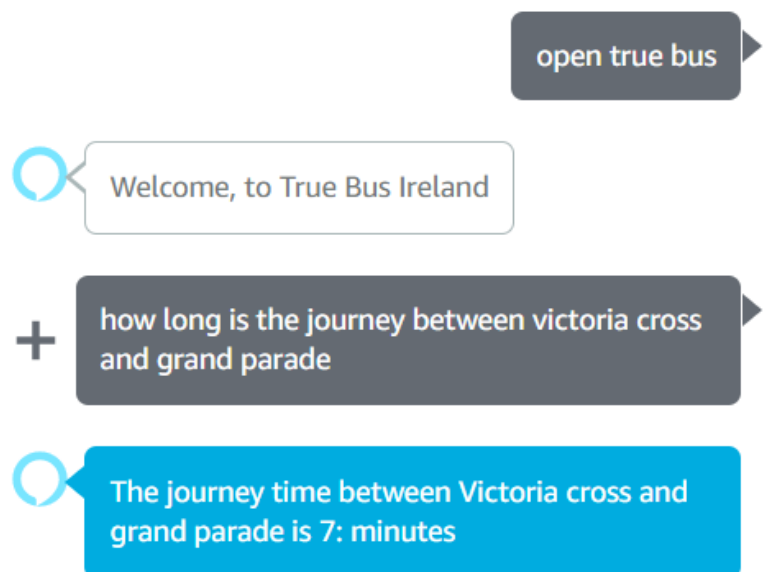 open true bus
Welcome, to True Bus Ireland
how long is the journey between victoria cross
and grand parade
The journey time between Victoria cross and
grand parade is 7: minutes